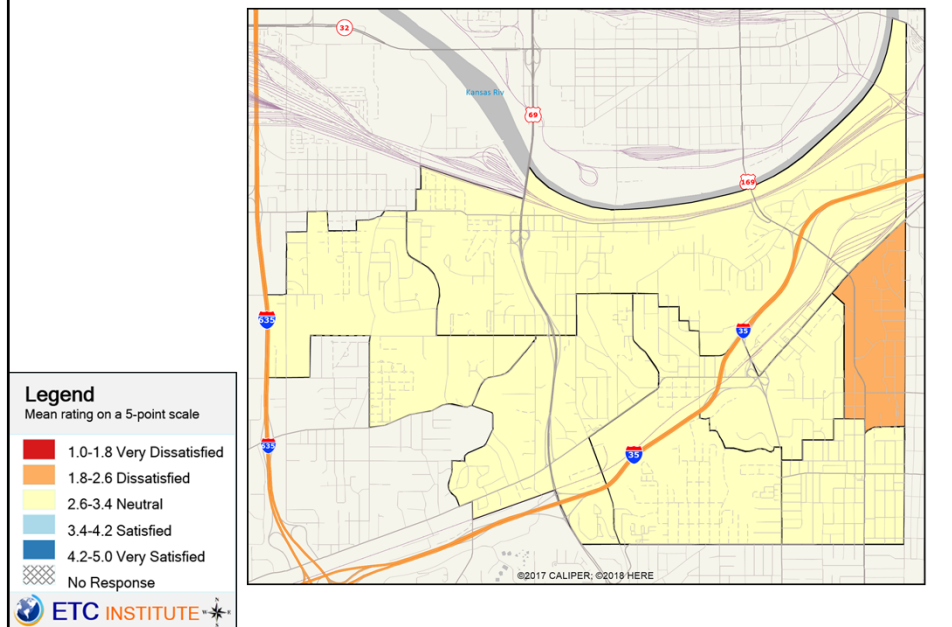 32
Kansas Riv
69
169
635
35
635
35
©2017 CALIPER; ©2018 HERE
Legend
Mean rating on a 5-point scale
1.0-1.8 Very Dissatisfied
1.8-2.6 Dissatisfied
2.6-3.4 Neutral
3.4-4.2 Satisfied
4.2-5.0 Very Satisfied
No Response
ETC INSTITUTE